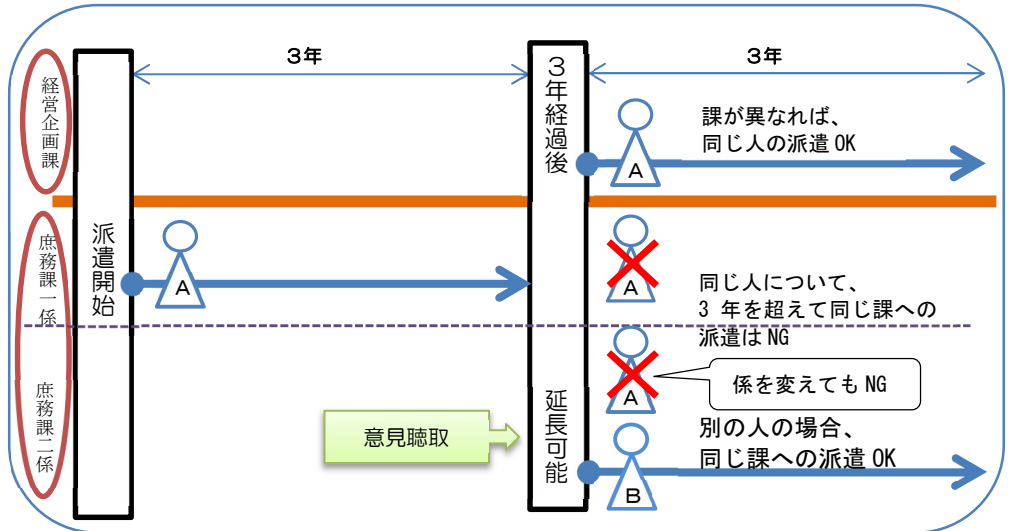 3年
3年
経営企画課
3年経過後
課が異なれば、
同じ人の派遣 OK
A
派遣開始
庶務課一係
A
A
同じ人について、
3 年を超えて同じ課への
派遣は NG
A
係を変えても NG
庶務課二係
意見聴取
延長可能
別の人の場合、
同じ課への派遣 OK
B